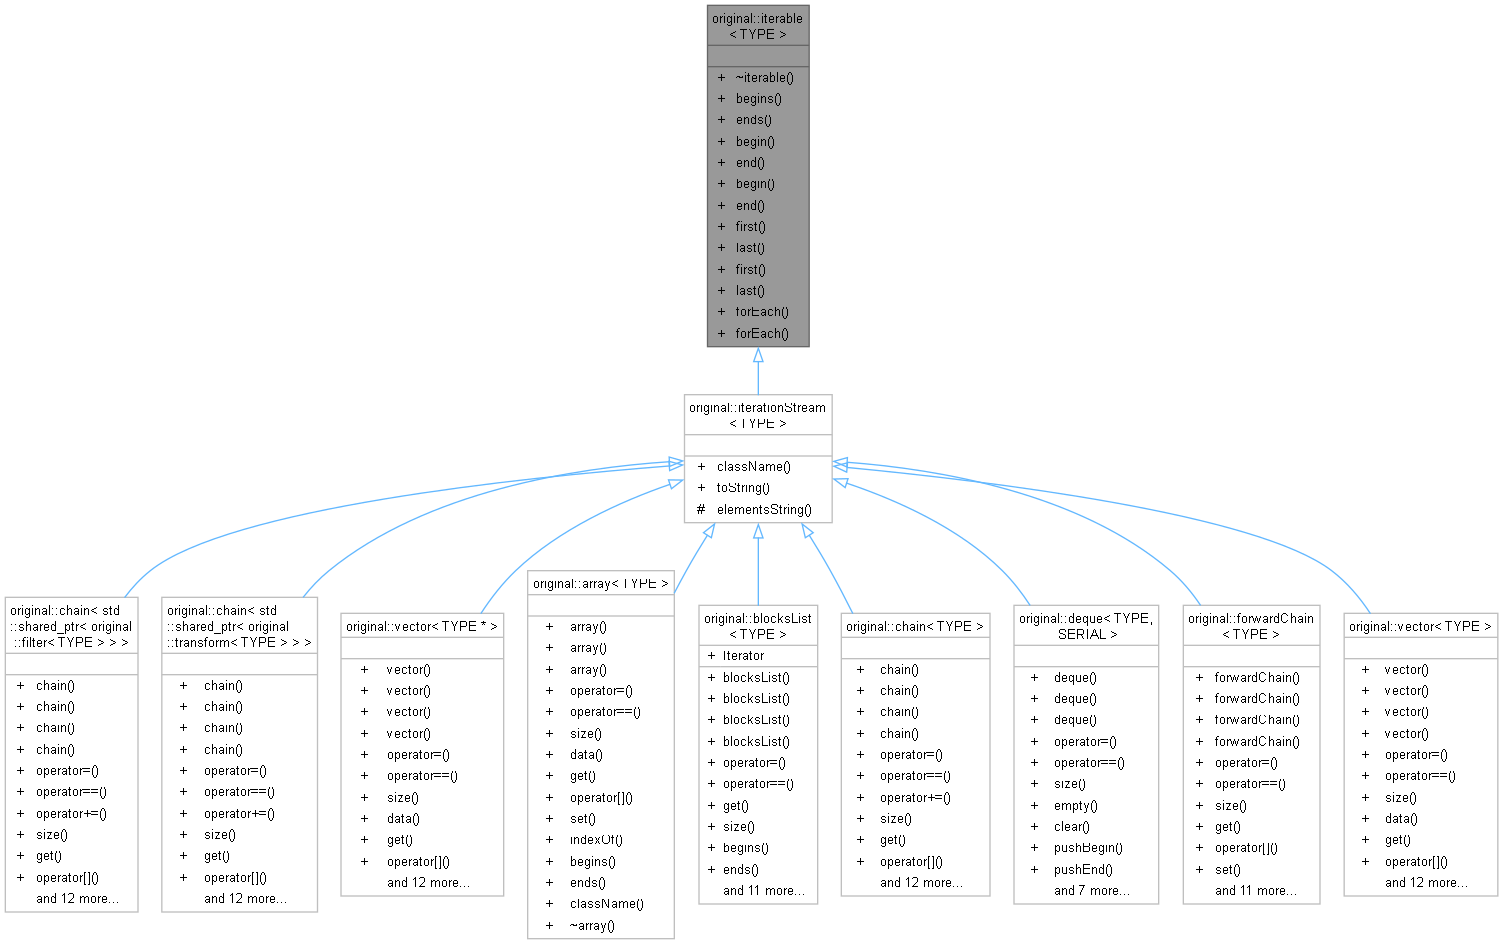 original::iterable
< TYPE >
+ ~iterable()
+ begins()
+ ends()
+ begin()
+ end()
+ begin()
+ end()
+ first()
+ last()
+ first()
+ last()
+ forEach()
+ forEach()
original::iterationStream
< TYPE >
+ className()
+ toString()
# elementsString()
original::chain< std
::shared_ptr< original
::filter< TYPE > > >
+ chain()
+ chain()
+ chain()
+ chain()
+ operator=()
+ operator==()
+ operator+=()
+ size()
+ get()
+ operator[]()
and 12 more...
original::chain< std
::shared_ptr< original
::transform< TYPE > > >
+ chain()
+ chain()
+ chain()
+ chain()
+ operator=()
+ operator==()
+ operator+=()
+ size()
+ get()
+ operator[]()
and 12 more...
original::vector< TYPE * >
+ vector()
+ vector()
+ vector()
+ vector()
+ operator=()
+ operator==()
+ size()
+ data()
+ get()
+ operator[]()
and 12 more...
original::array< TYPE >
+ array()
+ array()
+ array()
+ operator=()
+ operator==()
+ size()
+ data()
+ get()
+ operator[]()
+ set()
+ indexOf()
+ begins()
+ ends()
+ className()
+ ~array()
original::blocksList
< TYPE >
+ Iterator
+ blocksList()
+ blocksList()
+ blocksList()
+ blocksList()
+ operator=()
+ operator==()
+ get()
+ size()
+ begins()
+ ends()
and 11 more...
original::chain< TYPE >
+ chain()
+ chain()
+ chain()
+ chain()
+ operator=()
+ operator==()
+ operator+=()
+ size()
+ get()
+ operator[]()
and 12 more...
original::deque< TYPE,
SERIAL >
+ deque()
+ deque()
+ deque()
+ operator=()
+ operator==()
+ size()
+ empty()
+ clear()
+ pushBegin()
+ pushEnd()
and 7 more...
original::forwardChain
< TYPE >
+ forwardChain()
+ forwardChain()
+ forwardChain()
+ forwardChain()
+ operator=()
+ operator==()
+ size()
+ get()
+ operator[]()
+ set()
and 11 more...
original::vector< TYPE >
+ vector()
+ vector()
+ vector()
+ vector()
+ operator=()
+ operator==()
+ size()
+ data()
+ get()
+ operator[]()
and 12 more...